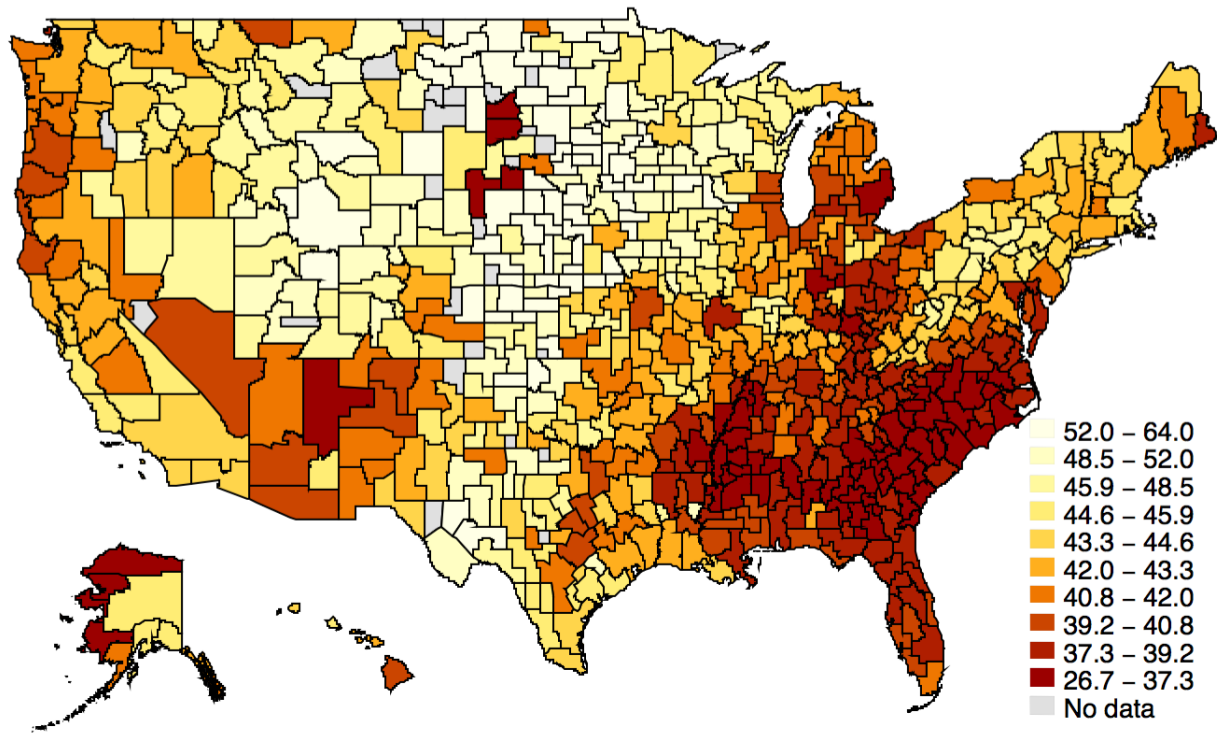 52.0 – 64.0
48.5 – 52.0
45.9 – 48.5
44.6 – 45.9
43.3 – 44.6
42.0 – 43.3
40.8 – 42.0
39.2 – 40.8
37.3 – 39.2
26.7 – 37.3
No data